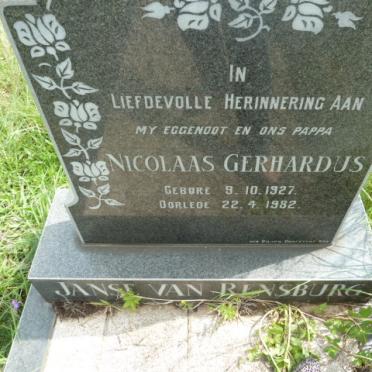 IN
LIEFDEVOLLE HERINNERING AAN
MY EGGENOOT EN ONS PAPPA
NICOLAAS GERHARDUS
GEBORE 9.10.1927.
OORLEDE 22.4.1982.
JANSE VAN RENSBURG